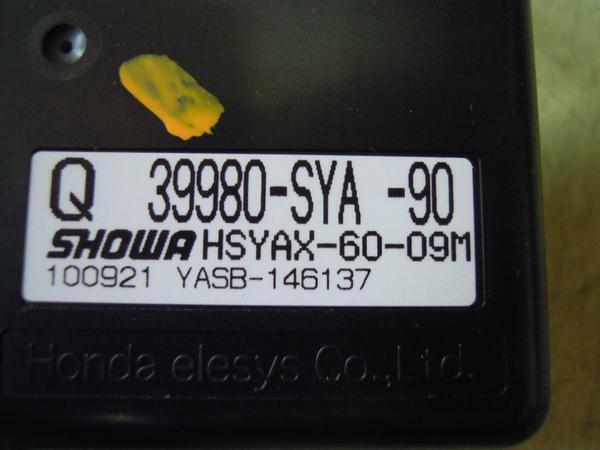 Q 39980-SYA -90
SHOWA HSYAX-60-09M
100921 YASB-146137
Honda elesys Co.,Ltd.